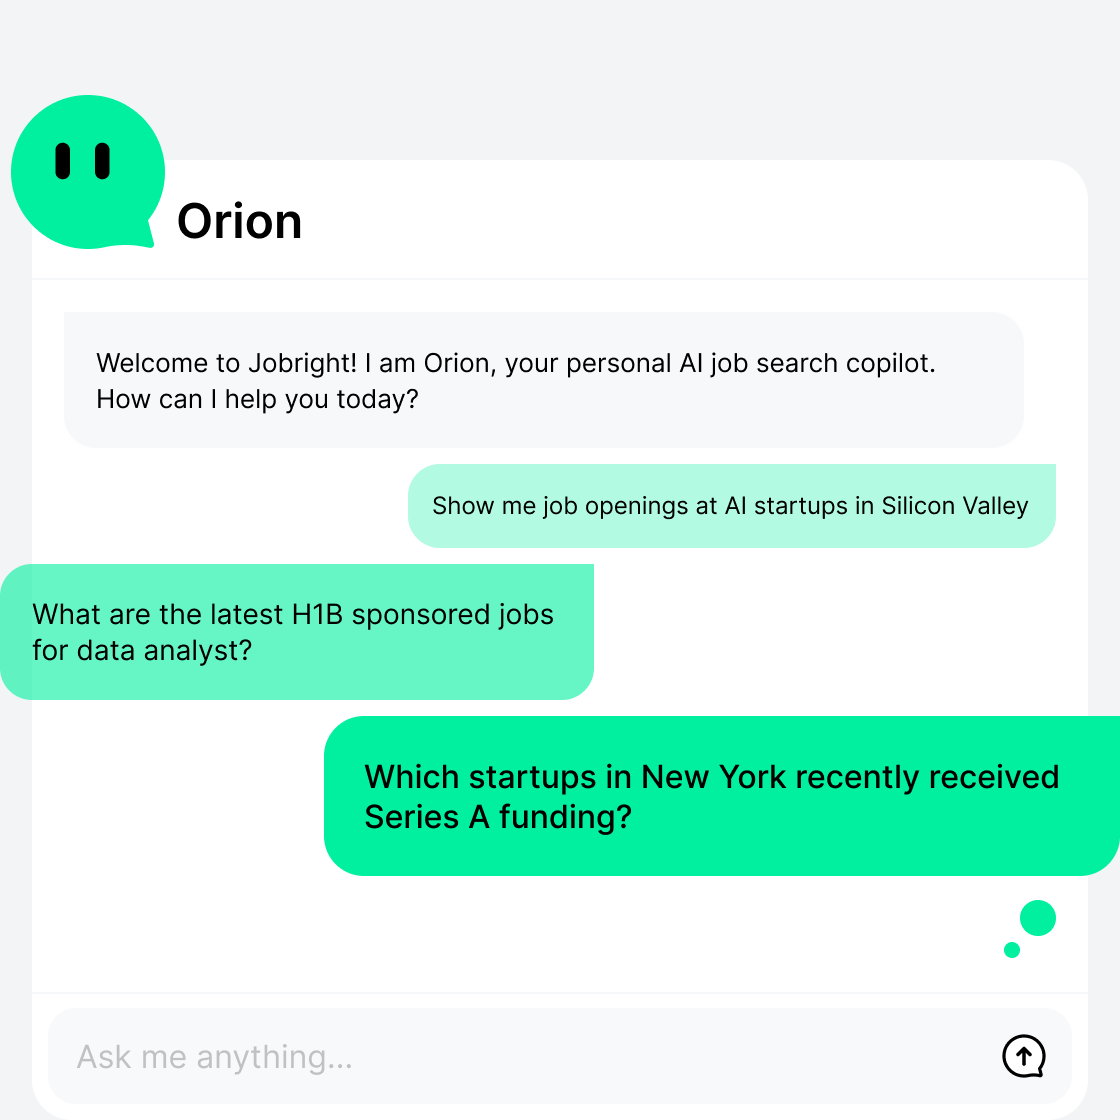 Orion
Welcome to Jobright! I am Orion, your personal AI job search copilot.
How can I help you today?
Show me job openings at AI startups in Silicon Valley
What are the latest H1B sponsored jobs
for data analyst?
Which startups in New York recently received
Series A funding?
Ask me anything...